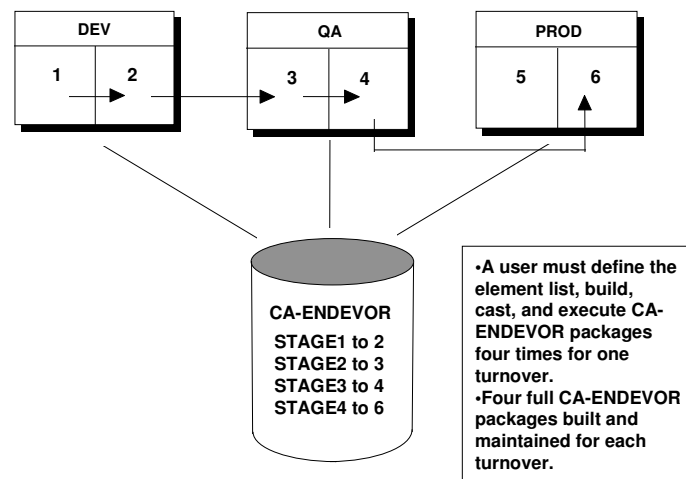 DEV
QA
PROD
1
2
3
4
5
6
CA-ENDEVOR
STAGE1 to 2
STAGE2 to 3
STAGE3 to 4
STAGE4 to 6
•A user must define the
element list, build,
cast, and execute CA-
ENDEVOR packages
four times for one
turnover.
•Four full CA-ENDEVOR
packages built and
maintained for each
turnover.